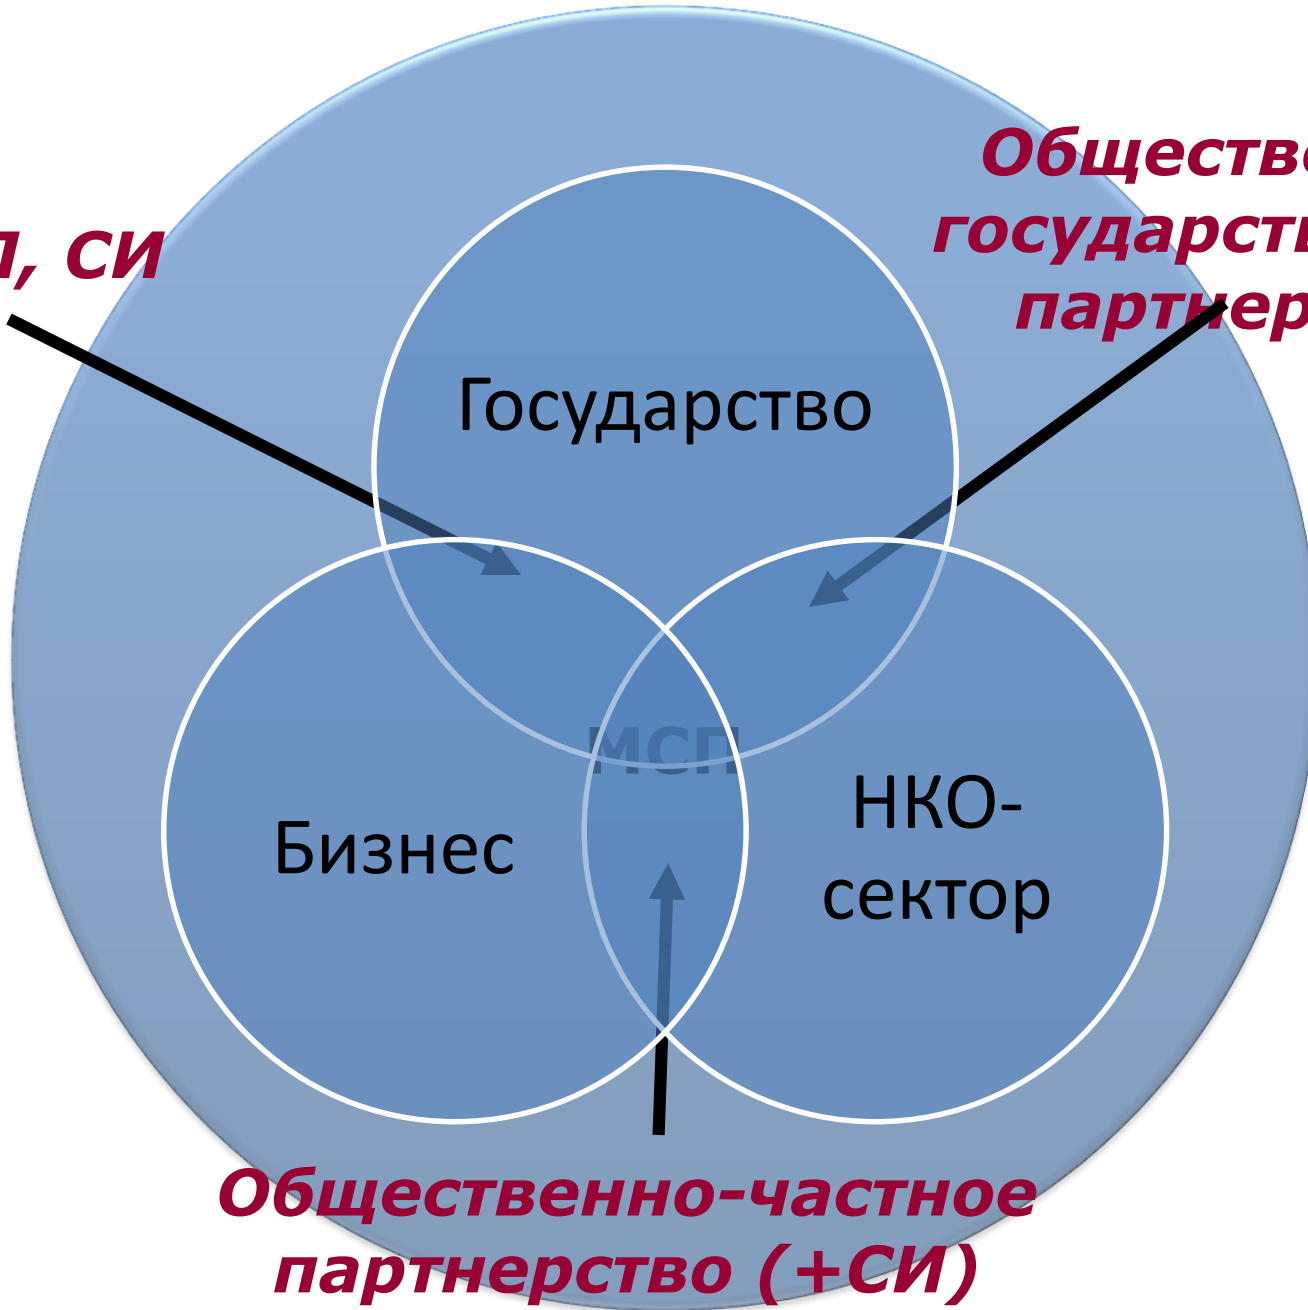 Обществе
государств
партнер
П, СИ
Государство
МСП
НКО-
сектор
Бизнес
Общественно-частное
партнерство (+СИ)